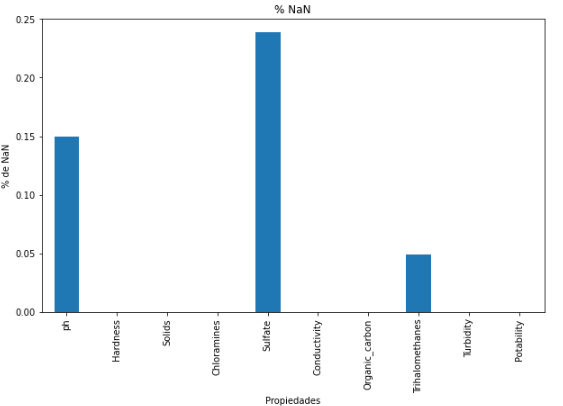 % NaN
% de NaN
0.25
0.20
0.15
0.10
0.05
0.00
ph
Hardness
Solids
Chloramines
Sulfate
Conductivity
Organic_carbon
Trihalomethanes
Turbidity
Potability
Propiedades